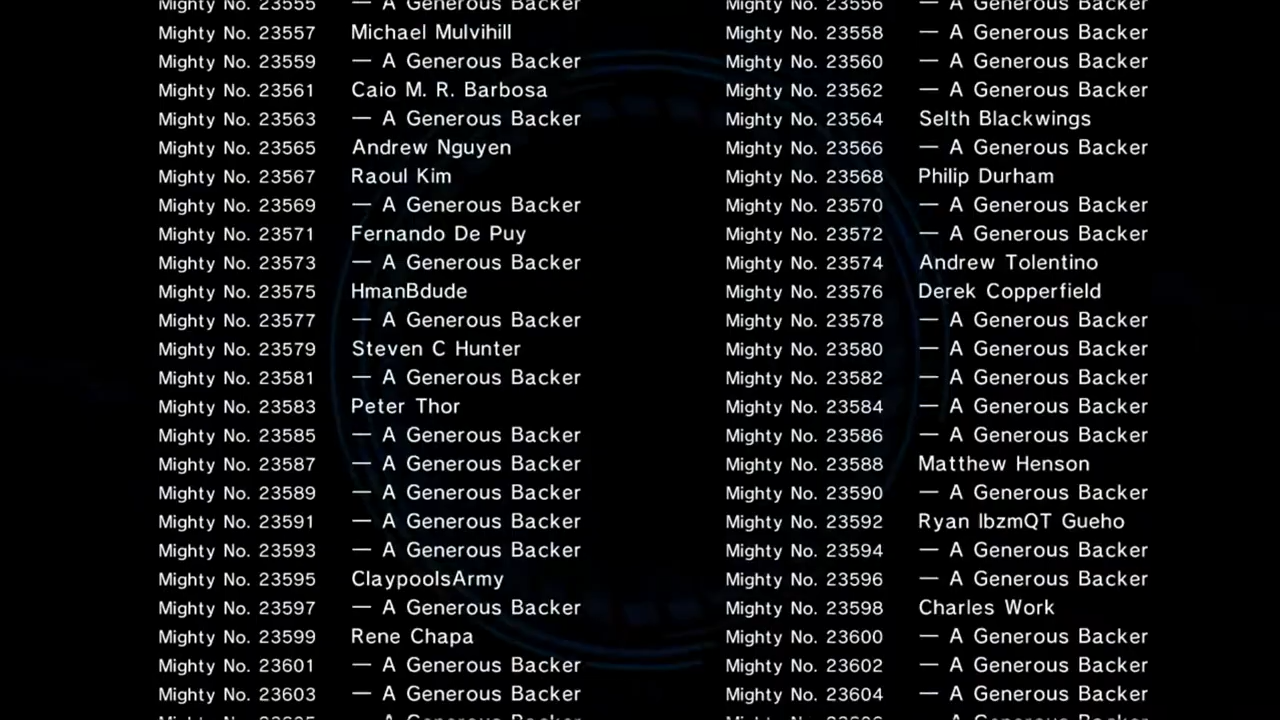 Mighty No. 23555 — A Generous Backer Mighty No. 23556 — A Generous Backer
Mighty No. 23557 Michael Mulvihill Mighty No. 23558 — A Generous Backer
Mighty No. 23559 — A Generous Backer Mighty No. 23560 — A Generous Backer
Mighty No. 23561 Caio M. R. Barbosa Mighty No. 23562 — A Generous Backer
Mighty No. 23563 — A Generous Backer Mighty No. 23564 Selth Blackwings
Mighty No. 23565 Andrew Nguyen Mighty No. 23566 — A Generous Backer
Mighty No. 23567 Raoul Kim Mighty No. 23568 Philip Durham
Mighty No. 23569 — A Generous Backer Mighty No. 23570 — A Generous Backer
Mighty No. 23571 Fernando De Puy Mighty No. 23572 — A Generous Backer
Mighty No. 23573 — A Generous Backer Mighty No. 23574 Andrew Tolentino
Mighty No. 23575 HmanBdude Mighty No. 23576 Derek Copperfield
Mighty No. 23577 — A Generous Backer Mighty No. 23578 — A Generous Backer
Mighty No. 23579 Steven C Hunter Mighty No. 23580 — A Generous Backer
Mighty No. 23581 — A Generous Backer Mighty No. 23582 — A Generous Backer
Mighty No. 23583 Peter Thor Mighty No. 23584 — A Generous Backer
Mighty No. 23585 — A Generous Backer Mighty No. 23586 — A Generous Backer
Mighty No. 23587 — A Generous Backer Mighty No. 23588 Matthew Henson
Mighty No. 23589 — A Generous Backer Mighty No. 23590 — A Generous Backer
Mighty No. 23591 — A Generous Backer Mighty No. 23592 Ryan IbzmQT Gueho
Mighty No. 23593 — A Generous Backer Mighty No. 23594 — A Generous Backer
Mighty No. 23595 ClaypoolsArmy Mighty No. 23596 — A Generous Backer
Mighty No. 23597 — A Generous Backer Mighty No. 23598 Charles Work
Mighty No. 23599 Rene Chapa Mighty No. 23600 — A Generous Backer
Mighty No. 23601 — A Generous Backer Mighty No. 23602 — A Generous Backer
Mighty No. 23603 — A Generous Backer Mighty No. 23604 — A Generous Backer